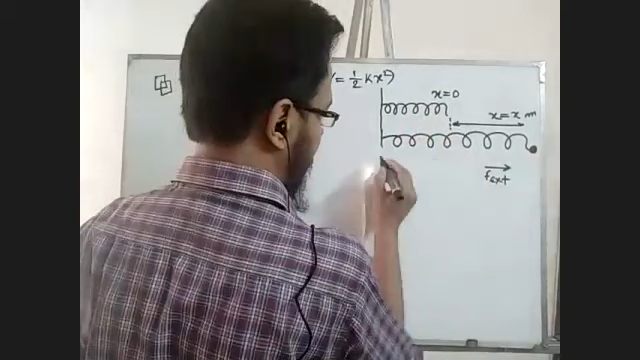 = ½ kx²)
x=0
x = x m
fext